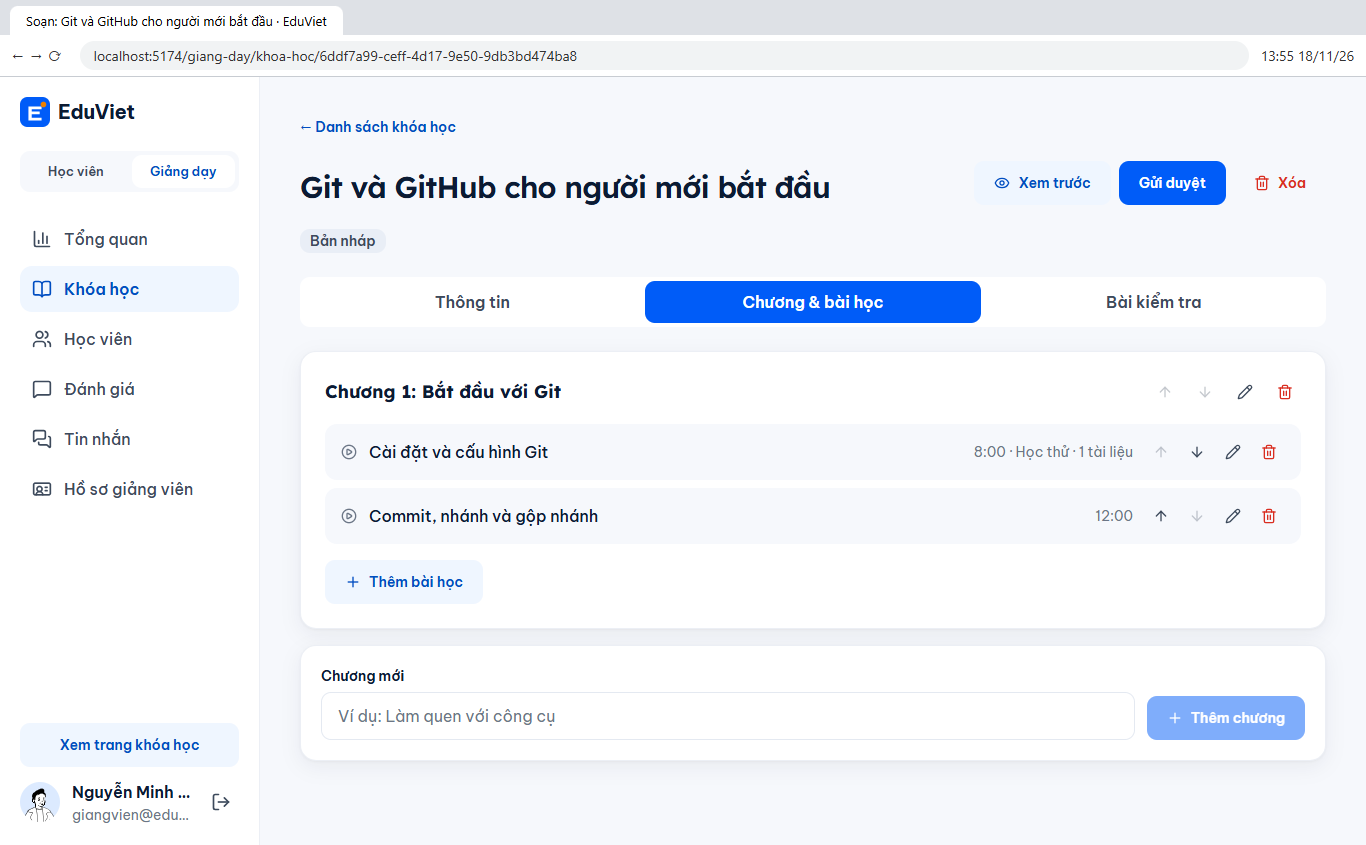 Soạn: Git và GitHub cho người mới bắt đầu · EduViet
localhost:5174/giang-day/khoa-hoc/6ddf7a99-ceff-4d17-9e50-9db3bd474ba8
13:55 18/11/26
EduViet
Học viên
Giảng dạy
Tổng quan
Khóa học
Học viên
Đánh giá
Tin nhắn
Hồ sơ giảng viên
Xem trang khóa học
Nguyễn Minh ...
giangvien@edu...
← Danh sách khóa học
Git và GitHub cho người mới bắt đầu
Xem trước
Gửi duyệt
Xóa
Bản nháp
Thông tin
Chương & bài học
Bài kiểm tra
Chương 1: Bắt đầu với Git
Cài đặt và cấu hình Git
8:00 · Học thử · 1 tài liệu
Commit, nhánh và gộp nhánh
12:00
+ Thêm bài học
Chương mới
Ví dụ: Làm quen với công cụ
+ Thêm chương